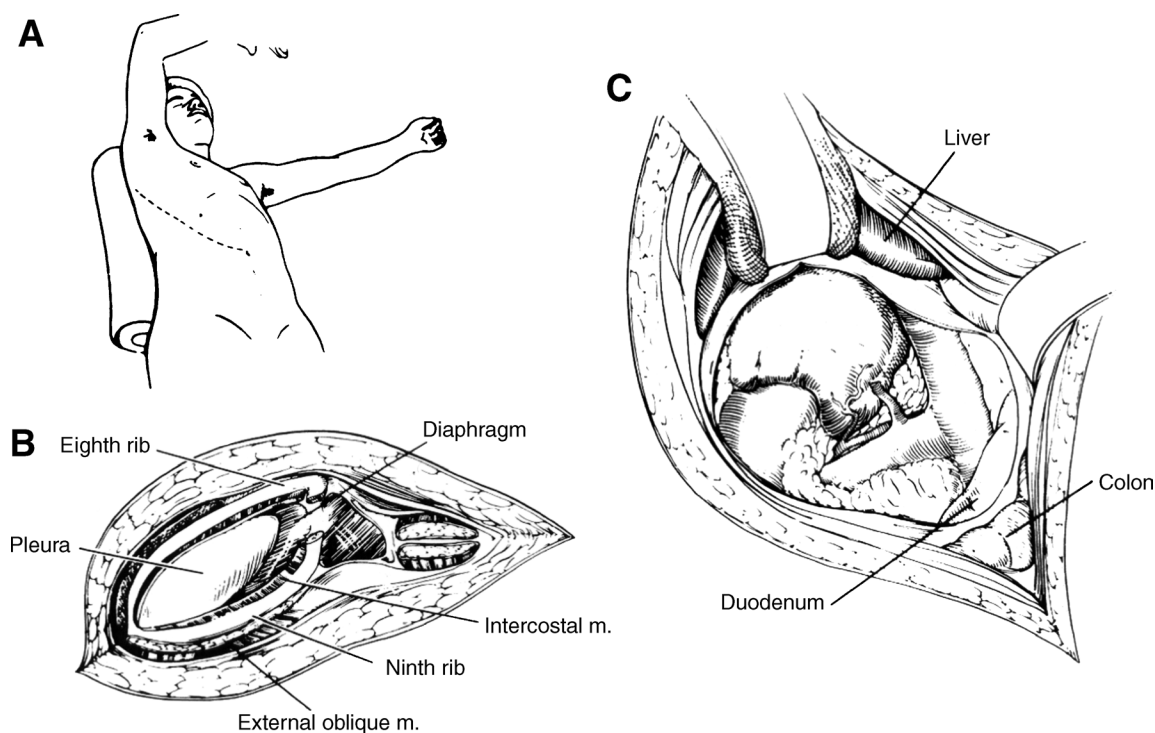 A
B
Eighth rib
Diaphragm
Pleura
Intercostal m.
Ninth rib
External oblique m.
C
Liver
Colon
Duodenum